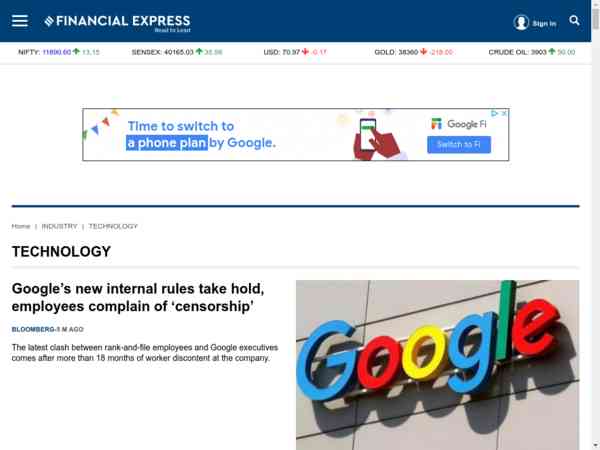 FINANCIAL EXPRESS
Read to Lead
Sign in
NIFTY: 11890.60 13.15 SENSEX: 40165.03 35.98 USD: 70.97 -0.17 GOLD: 38360 -218.00 CRUDE OIL: 3903 50.00
Time to switch to
a phone plan by Google.
Google Fi
Switch to Fi
Home | INDUSTRY | TECHNOLOGY
TECHNOLOGY
Google’s new internal rules take hold,
employees complain of ‘censorship’
BLOOMBERG-5 M AGO
The latest clash between rank-and-file employees and Google executives
comes after more than 18 months of worker discontent at the company.
Google